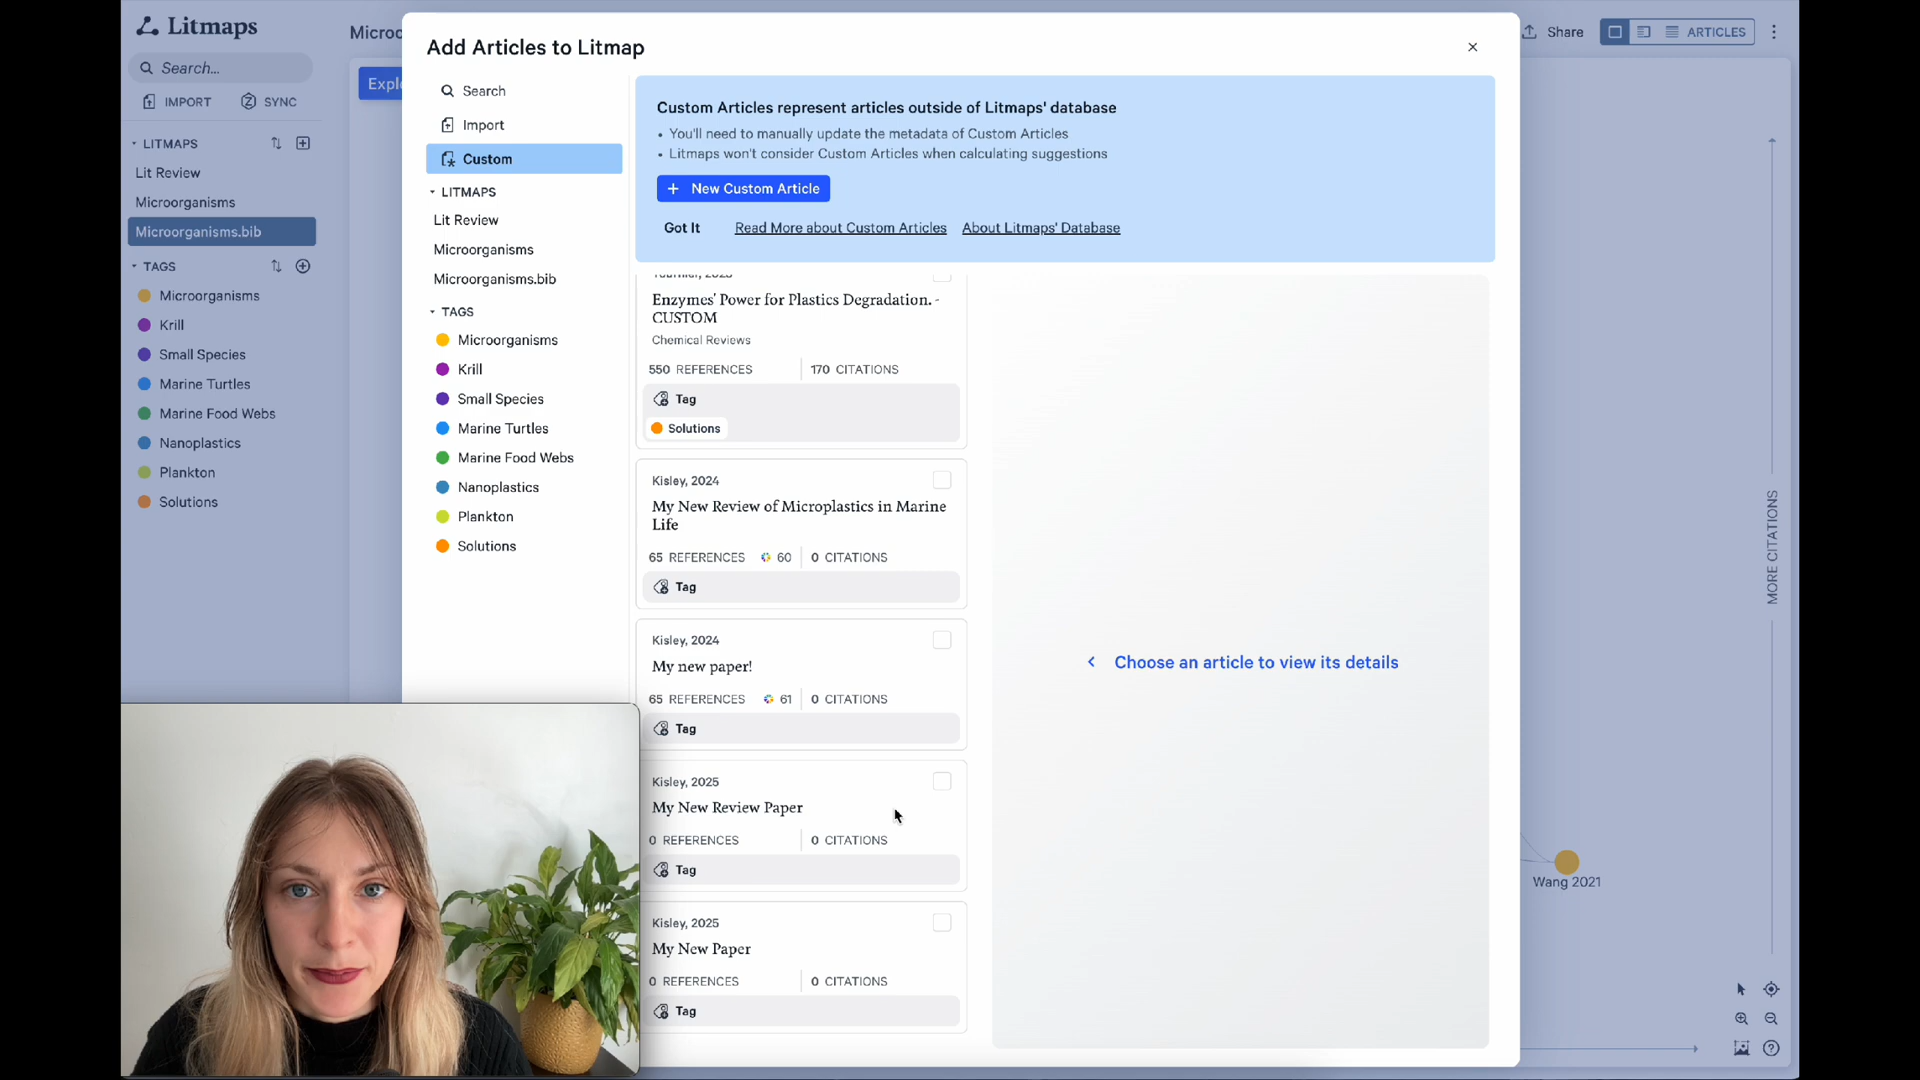 Litmaps
Search...
IMPORT
SYNC
LITMAPS
Lit Review
Microorganisms
Microorganisms.bib
TAGS
Microorganisms
Krill
Small Species
Marine Turtles
Marine Food Webs
Nanoplastics
Plankton
Solutions
Add Articles to Litmap
Search
Import
Custom
LITMAPS
Lit Review
Microorganisms
Microorganisms.bib
TAGS
Microorganisms
Krill
Small Species
Marine Turtles
Marine Food Webs
Nanoplastics
Plankton
Solutions
Custom Articles represent articles outside of Litmaps' database
• You'll need to manually update the metadata of Custom Articles
• Litmaps won't consider Custom Articles when calculating suggestions
+ New Custom Article
Got It Read More about Custom Articles About Litmaps' Database
Enzymes' Power for Plastics Degradation. -
CUSTOM
Chemical Reviews
550 REFERENCES 170 CITATIONS
Tag
Solutions
Kisley, 2024
My New Review of Microplastics in Marine
Life
65 REFERENCES 60 0 CITATIONS
Tag
Kisley, 2024
My new paper!
65 REFERENCES 61 0 CITATIONS
Tag
Kisley, 2025
My New Review Paper
0 REFERENCES 0 CITATIONS
Tag
Kisley, 2025
My New Paper
0 REFERENCES 0 CITATIONS
Tag
Choose an article to view its details
Share
ARTICLES
MORE CITATIONS
Wang 2021